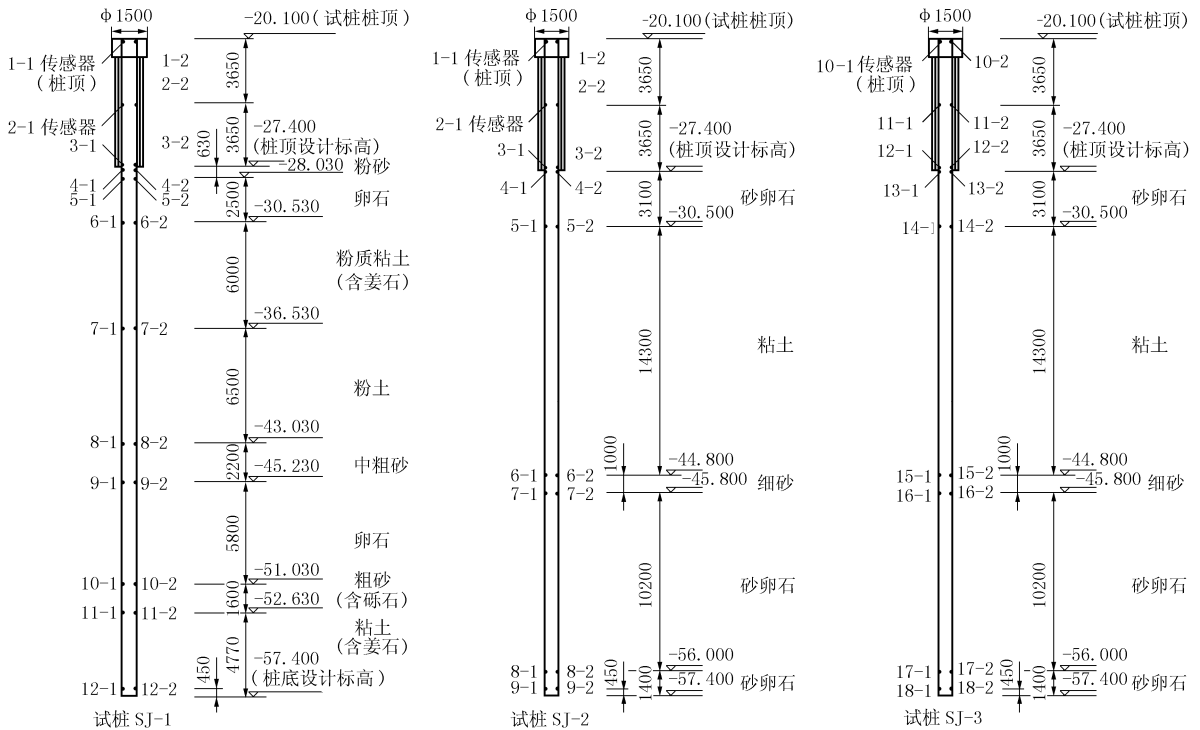 ф1500
-20.100(试桩桩顶)
1-1 传感器
(桩顶)
1-2
2-2
3650
2-1 传感器
3-1
3-2
630
3650
-27.400
(桩顶设计标高)
-28.030 粉砂
4-1
4-2
5-1
5-2
2500
卵石
-30.530
6-1
6-2
6000
粉质粘土
(含姜石)
-36.530
7-1
7-2
6500
粉土
-43.030
8-1
8-2
2200
中粗砂
-45.230
9-1
9-2
5800
卵石
-51.030
10-1
10-2
粗砂
(含砾石)
1600
-52.630
11-1
11-2
粘土
(含姜石)
4770
450
-57.400
(桩底设计标高)
12-1
12-2
试桩 SJ-1
ф1500
-20.100(试桩桩顶)
1-1 传感器
(桩顶)
1-2
2-2
3650
2-1 传感器
3-1
3-2
3650
-27.400
(桩顶设计标高)
4-1
4-2
3100
砂卵石
-30.500
5-1
5-2
14300
粘土
1000
-44.800
6-1
6-2
-45.800 细砂
7-1
7-2
10200
砂卵石
-56.000
8-1
8-2
450
1400
-57.400 砂卵石
9-1
9-2
试桩 SJ-2
ф1500
-20.100(试桩桩顶)
10-1 传感器
(桩顶)
10-2
3650
11-1
11-2
12-1
12-2
3650
-27.400
(桩顶设计标高)
13-1
13-2
3100
砂卵石
-30.500
14-1
14-2
14300
粘土
1000
-44.800
15-1
15-2
-45.800 细砂
16-1
16-2
10200
砂卵石
-56.000
17-1
17-2
450
1400
-57.400 砂卵石
18-1
18-2
试桩 SJ-3